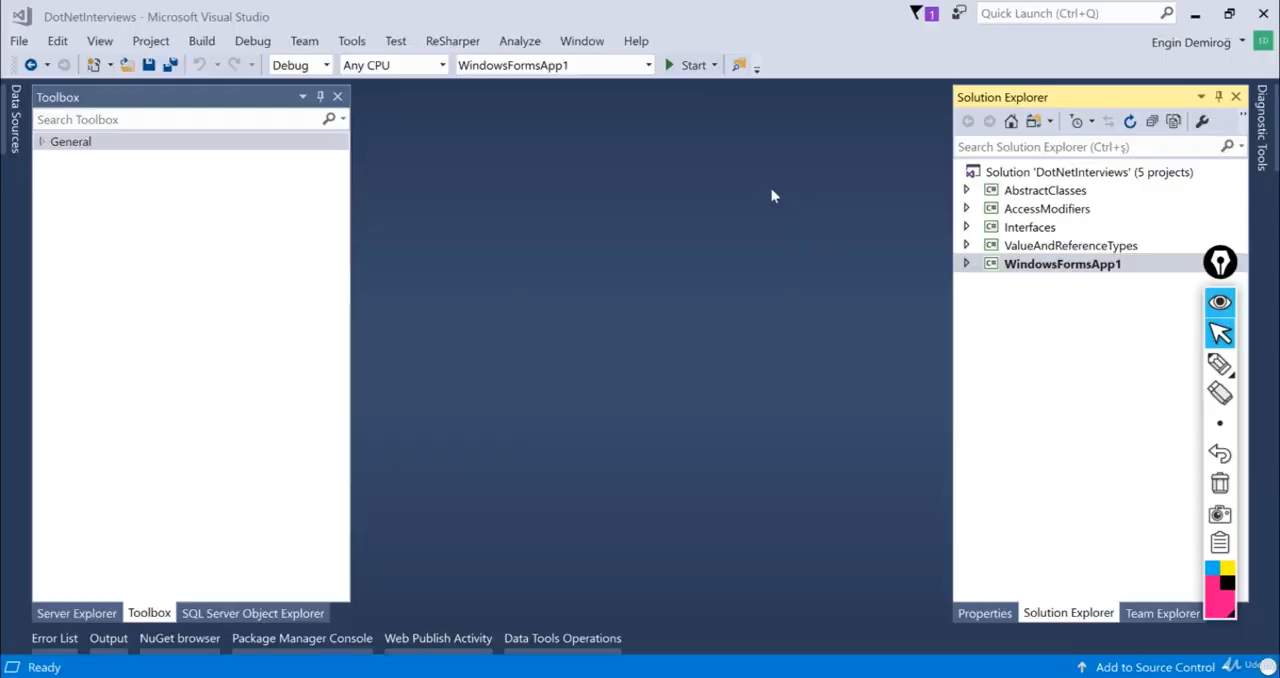 DotNetInterviews - Microsoft Visual Studio
1
Quick Launch (Ctrl+Q)
File Edit View Project Build Debug Team Tools Test ReSharper Analyze Window Help
Engin Demiroğ
ED
Debug Any CPU WindowsFormsApp1 Start
Data Sources
Toolbox
Search Toolbox
General
Solution Explorer
Search Solution Explorer (Ctrl+ş)
Solution 'DotNetInterviews' (5 projects)
AbstractClasses
AccessModifiers
Interfaces
ValueAndReferenceTypes
WindowsFormsApp1
Diagnostic Tools
Server Explorer Toolbox SQL Server Object Explorer
Properties Solution Explorer Team Explorer
Error List Output NuGet browser Package Manager Console Web Publish Activity Data Tools Operations
Ready
Add to Source Control